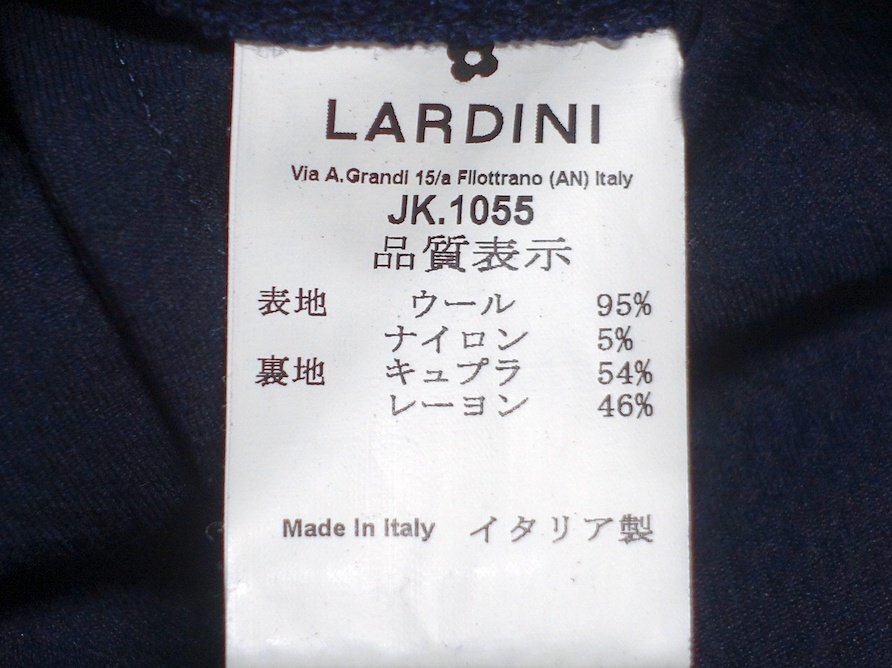 LARDINI
Via A.Grandi 15/a Filottrano (AN) Italy
JK.1055
品質表示
表地 ウール 95%
ナイロン 5%
裏地 キュプラ 54%
レーヨン 46%
Made In Italy イタリア製